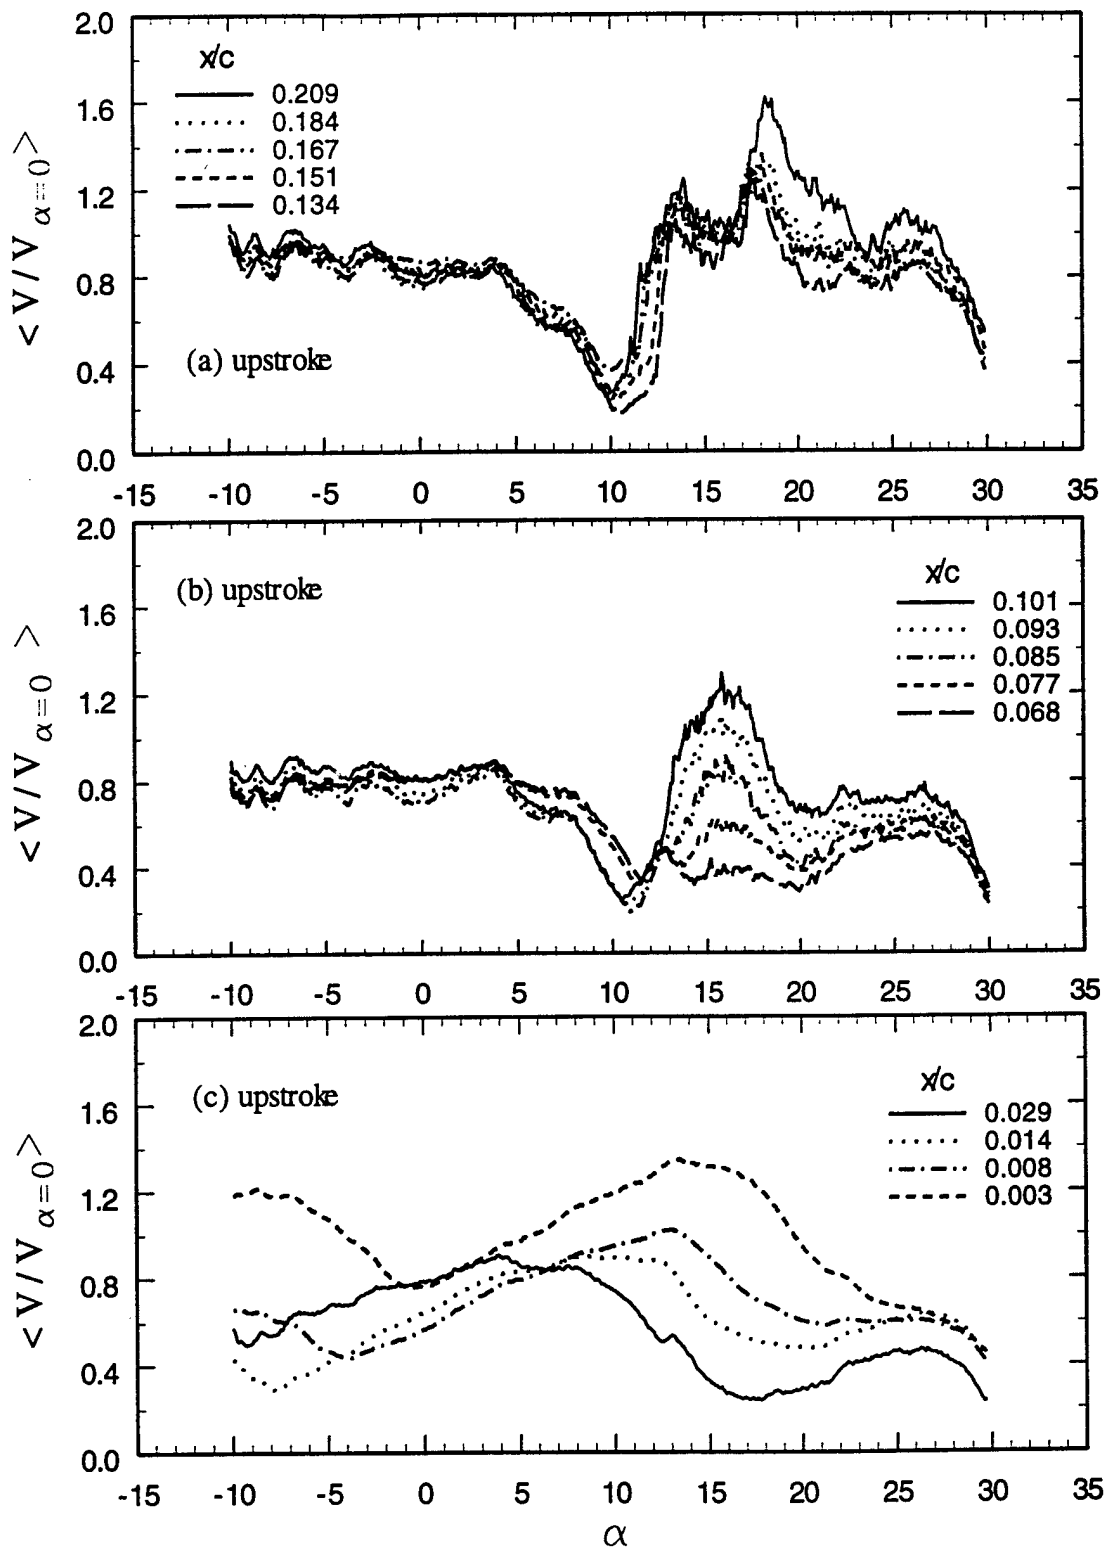 2.0
1.6
1.2
0.8
0.4
0.0
< V / V α=0 >
x/c
0.209
0.184
0.167
0.151
0.134
(a) upstroke
-15 -10 -5 0 5 10 15 20 25 30 35
2.0
1.6
1.2
0.8
0.4
0.0
< V / V α=0 >
(b) upstroke
x/c
0.101
0.093
0.085
0.077
0.068
-15 -10 -5 0 5 10 15 20 25 30 35
2.0
1.6
1.2
0.8
0.4
0.0
< V / V α=0 >
(c) upstroke
x/c
0.029
0.014
0.008
0.003
-15 -10 -5 0 5 10 15 20 25 30 35
α